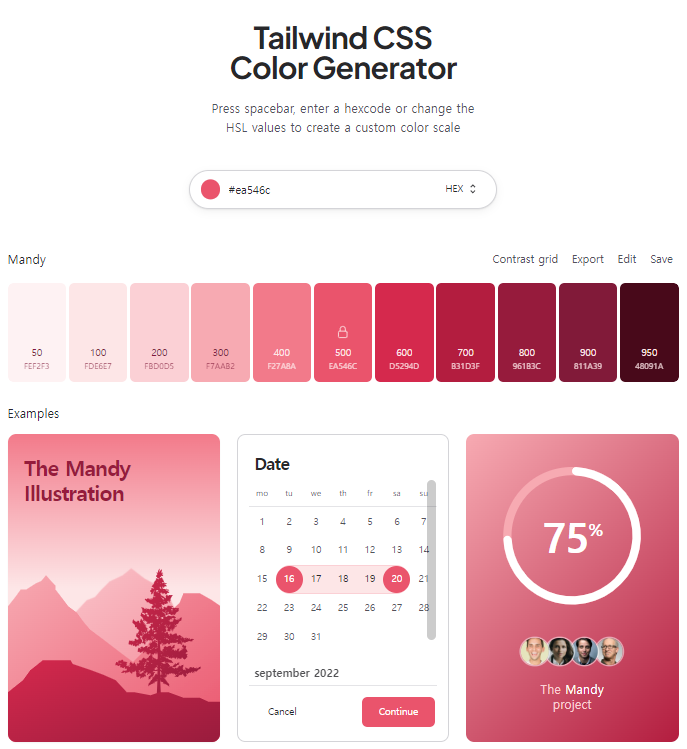 Tailwind CSS
Color Generator
Press spacebar, enter a hexcode or change the
HSL values to create a custom color scale
#ea546c HEX
Mandy Contrast grid Export Edit Save
50 100 200 300 400 500 600 700 800 900 950
FEF2F3 FDE6E7 FBD0D5 F7AAB2 F27A8A EA546C D5294D B31D3F 961B3C 811A39 48091A
Examples
The Mandy
Illustration
Date
mo tu we th fr sa su
1 2 3 4 5 6 7
8 9 10 11 12 13 14
15 16 17 18 19 20 21
22 23 24 25 26 27 28
29 30 31
september 2022
Cancel Continue
75%
The Mandy
project